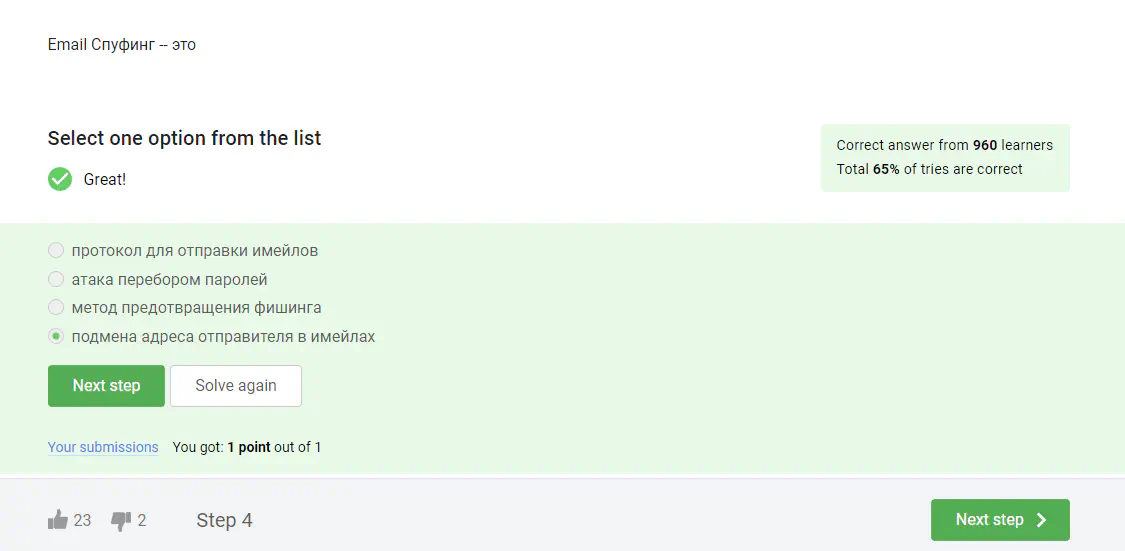 Email Спуфинг -- это
Select one option from the list
Correct answer from 960 learners
Total 65% of tries are correct
Great!
протокол для отправки имейлов
атака перебором паролей
метод предотвращения фишинга
подмена адреса отправителя в имейлах
Next step Solve again
Your submissions You got: 1 point out of 1
23 2 Step 4 Next step